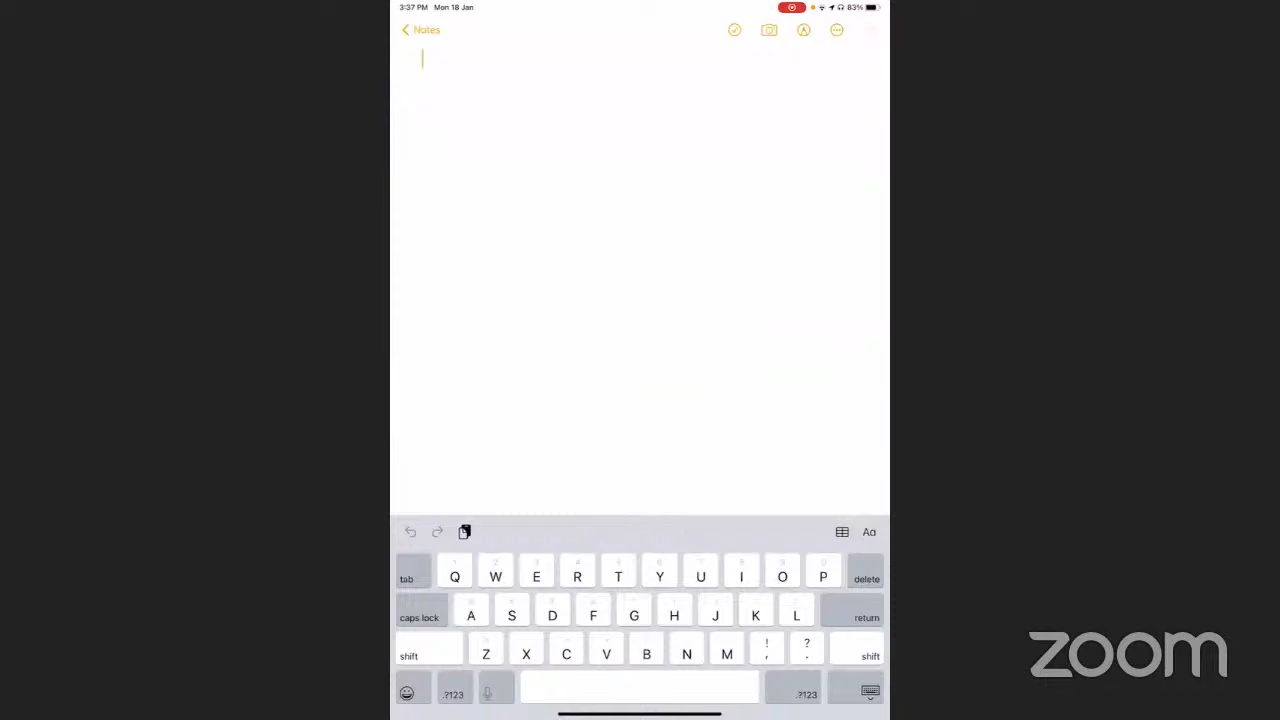 3:37 PM Mon 18 Jan 83%
Notes
Aa
tab Q W E R T Y U I O P delete
caps lock A S D F G H J K L return
shift Z X C V B N M ! , ? . shift
.?123 .?123
zoom